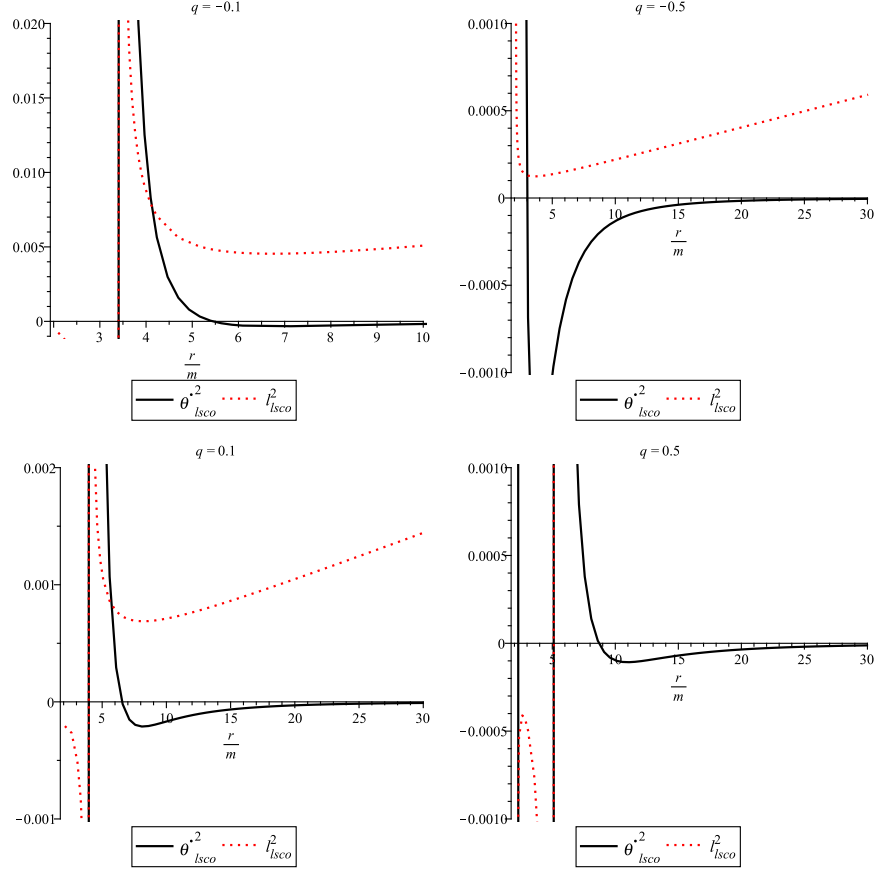 q = −0.1
0.020
0.015
0.010
0.005
0
3 4 5 6 7 8 9 10
r
m
θ̇²lsco l²lsco
q = −0.5
0.0010
0.0005
0
5 10 15 20 25 30
r
m
−0.0005
−0.0010
θ̇²lsco l²lsco
q = 0.1
0.002
0.001
0
5 10 15 20 25 30
r
m
−0.001
θ̇²lsco l²lsco
q = 0.5
0.0010
0.0005
0
5 10 15 20 25 30
r
m
−0.0005
−0.0010
θ̇²lsco l²lsco